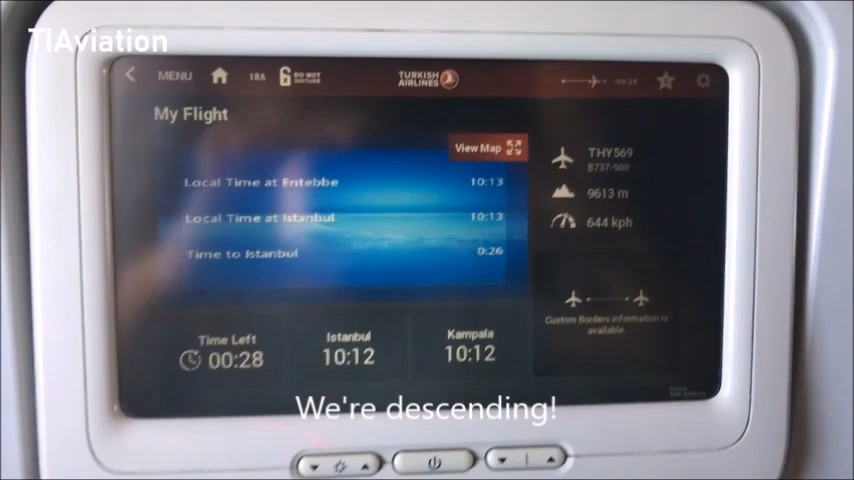 TIAviation
MENU
18A
DO NOT
DISTURB
TURKISH
AIRLINES
-00:28
My Flight
View Map
Local Time at Entebbe 10:13
Local Time at Istanbul 10:13
Time to Istanbul 0:26
THY569
B737-900
9613 m
644 kph
Custom Borders information is
available.
Time Left
00:28
Istanbul
10:12
Kampala
10:12
We're descending!